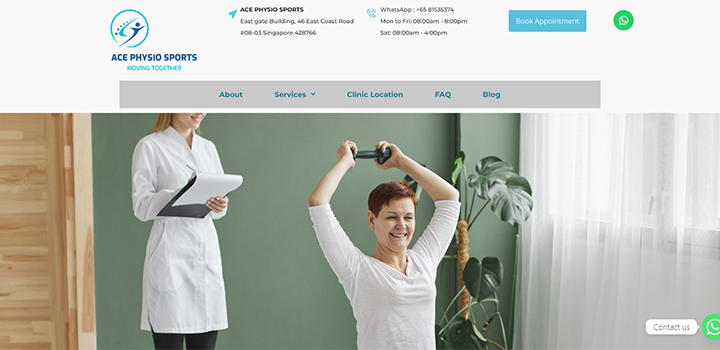 ACE PHYSIO SPORTS
MOVING TOGETHER
ACE PHYSIO SPORTS
East gate Building, 46 East Coast Road
#08-03 Singapore 428766
WhatsApp : +65 81535374
Mon to Fri: 08:00am - 8:00pm
Sat: 08:00am - 4:00pm
Book Appointment
About
Services
Clinic Location
FAQ
Blog
Contact us